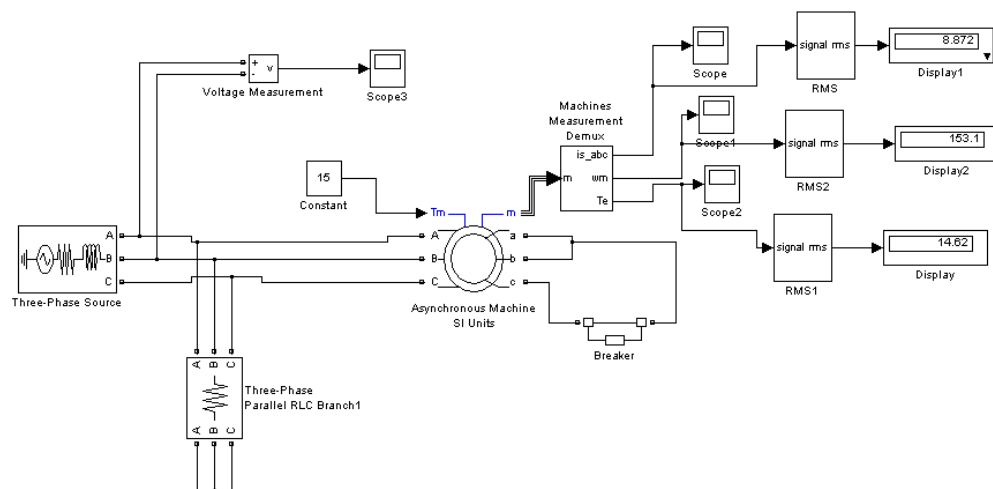 signal rms
RMS
8.872
Display1
+
-
v
Voltage Measurement
Scope3
Scope
Machines
Measurement
Demux
m
is_abc
wm
Te
Scope1
signal rms
RMS2
153.1
Display2
15
Constant
Scope2
Tm
m
signal rms
RMS1
14.62
Display
A
B
C
Three-Phase Source
A
B
C
a
b
c
Asynchronous Machine
SI Units
Breaker
A
B
C
Three-Phase
Parallel RLC Branch1
A
B
C